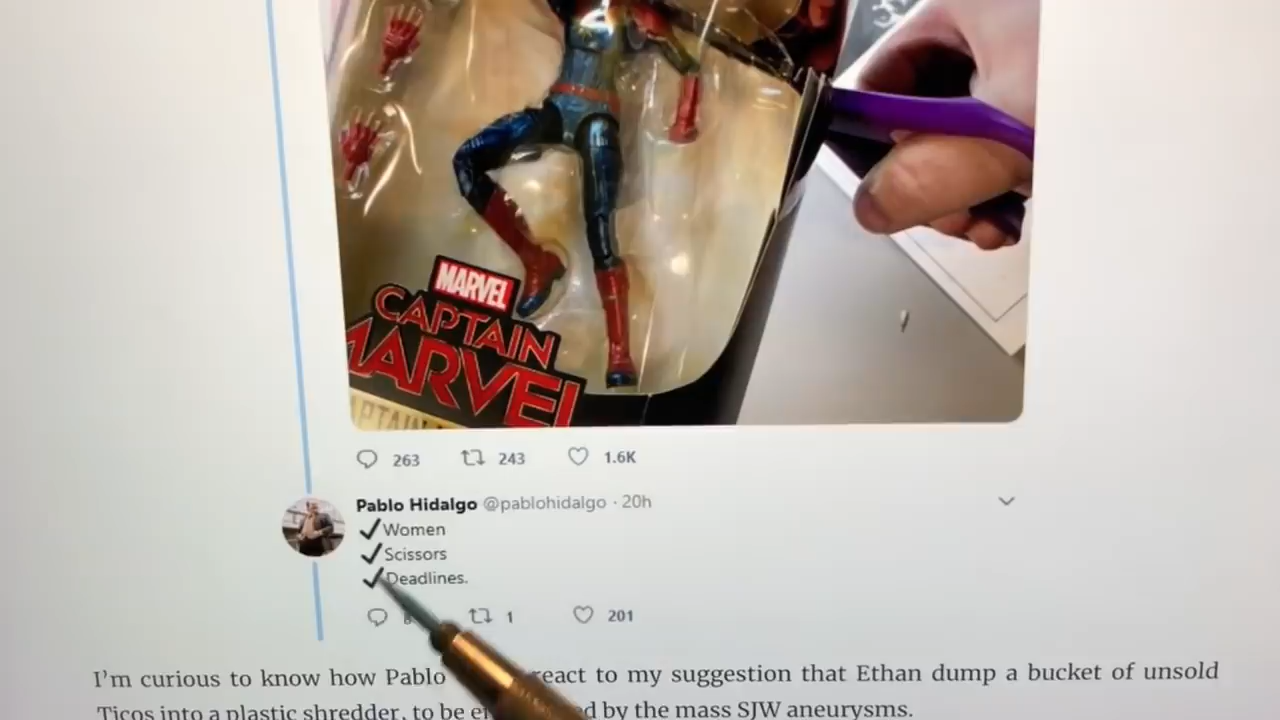 MARVEL
CAPTAIN
MARVEL
263 243 1.6K
Pablo Hidalgo @pablohidalgo · 20h
✓Women
✓Scissors
✓Deadlines.
1 201
I'm curious to know how Pablo react to my suggestion that Ethan dump a bucket of unsold
Ticos into a plastic shredder, to be by the mass SJW aneurysms.